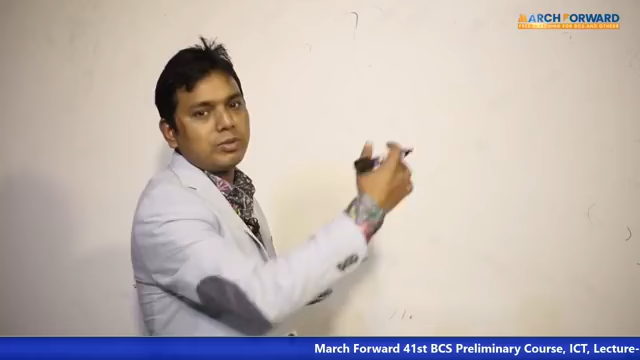 MARCH FORWARD
March Forward 41st BCS Preliminary Course, ICT, Lecture-